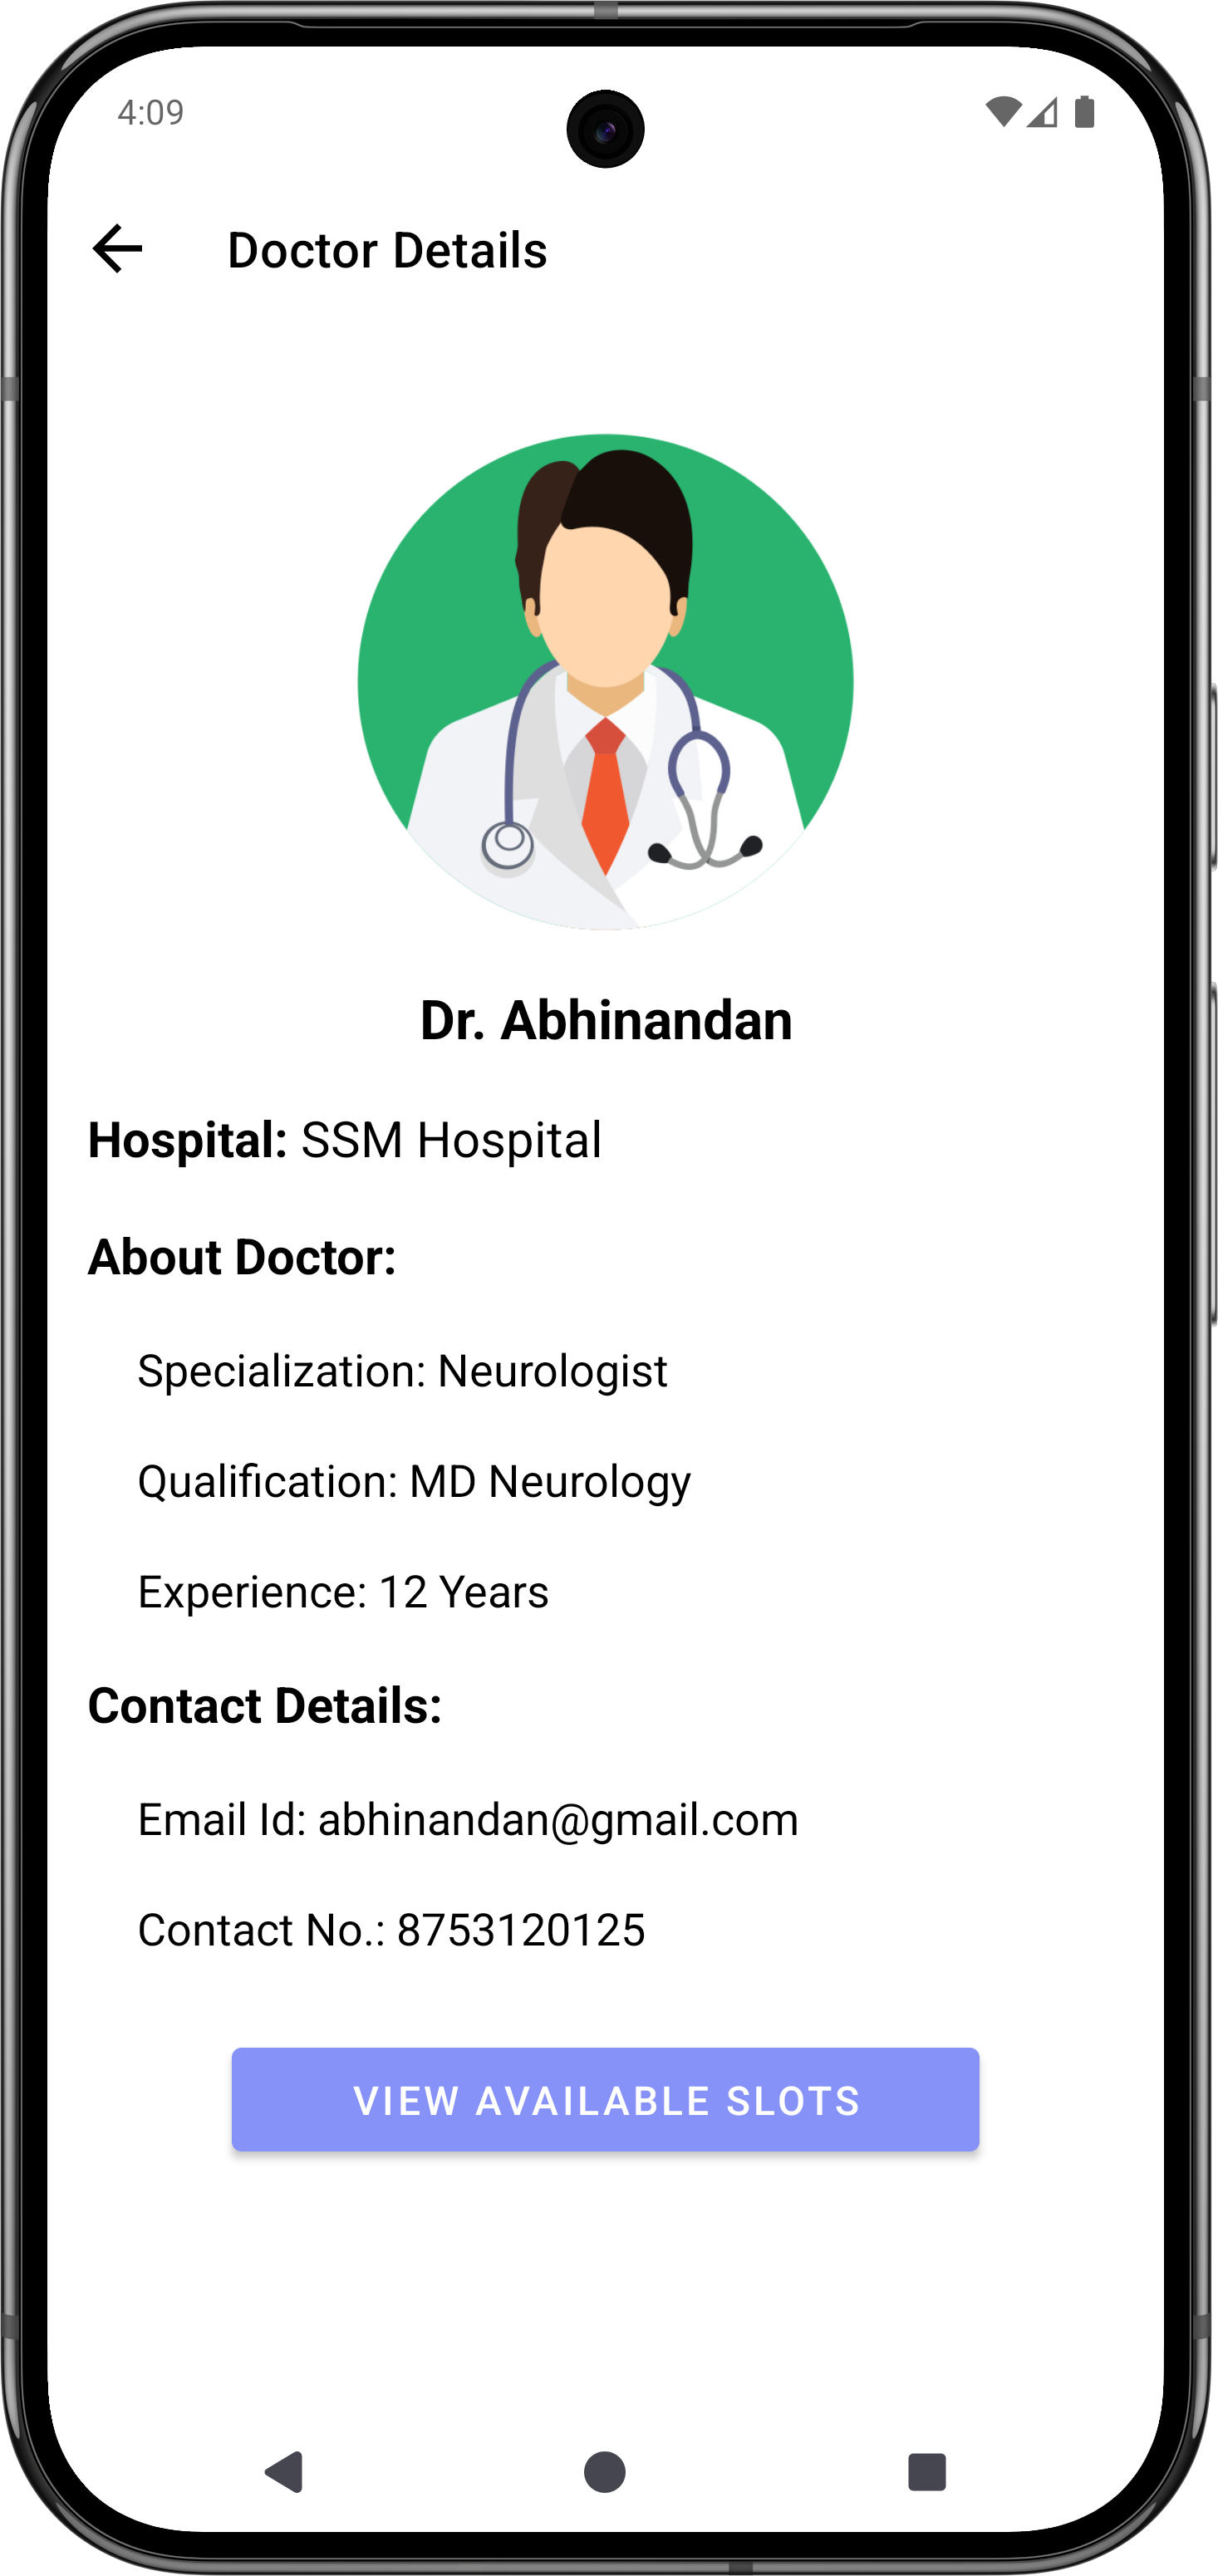 4:09
Doctor Details
Dr. Abhinandan
Hospital: SSM Hospital
About Doctor:
Specialization: Neurologist
Qualification: MD Neurology
Experience: 12 Years
Contact Details:
Email Id: abhinandan@gmail.com
Contact No.: 8753120125
VIEW AVAILABLE SLOTS